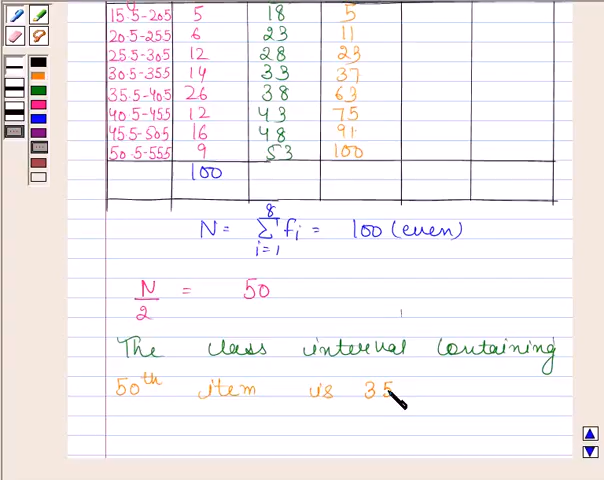 15.5-20.5 5 18 5
20.5-25.5 6 23 11
25.5-30.5 12 28 23
30.5-35.5 14 33 37
35.5-40.5 26 38 63
40.5-45.5 12 43 75
45.5-50.5 16 48 91
50.5-55.5 9 53 100
100
N = 8 Σ i=1 fi = 100 (even)
N/2 = 50
The class interval containing
50th item is 35